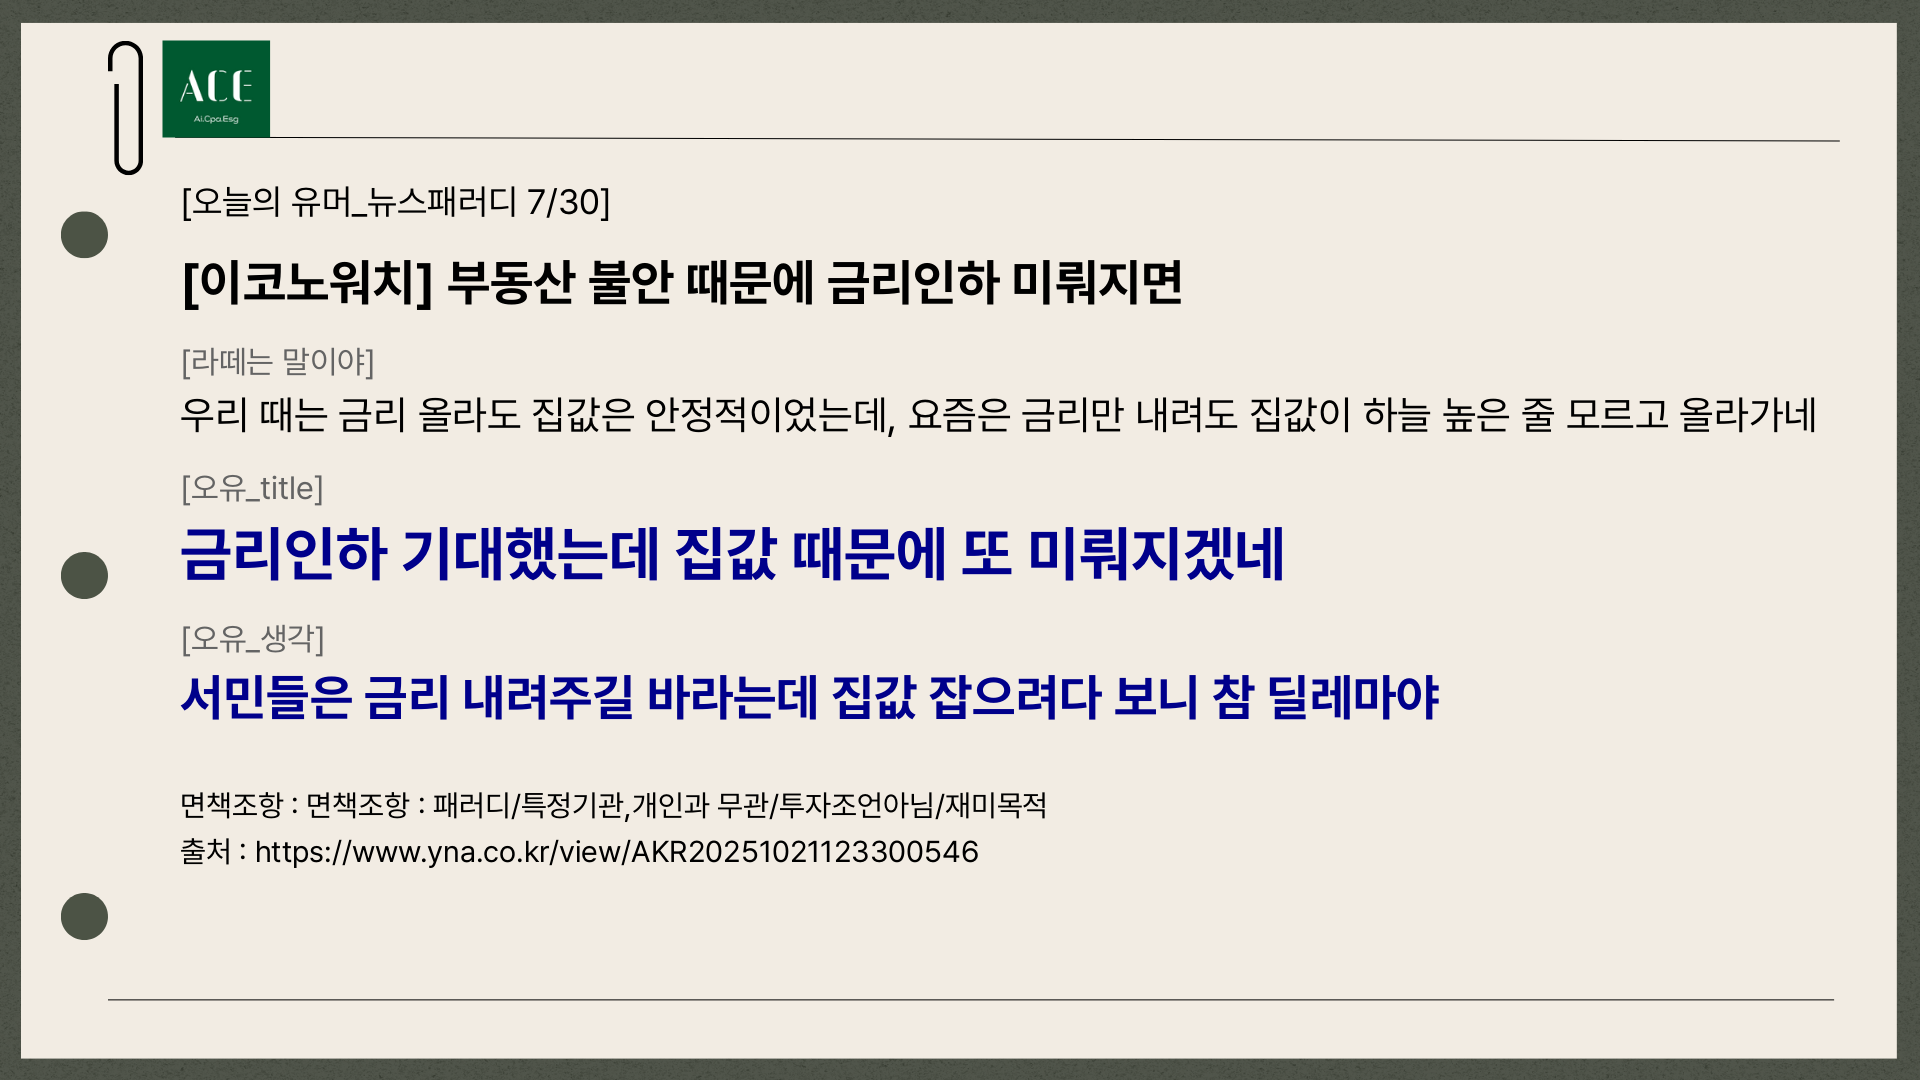 ACE
Ai.Cpa.Esg
[오늘의 유머_뉴스패러디 7/30]
[이코노워치] 부동산 불안 때문에 금리인하 미뤄지면
[라떼는 말이야]
우리 때는 금리 올라도 집값은 안정적이었는데, 요즘은 금리만 내려도 집값이 하늘 높은 줄 모르고 올라가네
[오유_title]
금리인하 기대했는데 집값 때문에 또 미뤄지겠네
[오유_생각]
서민들은 금리 내려주길 바라는데 집값 잡으려다 보니 참 딜레마야
면책조항 : 면책조항 : 패러디/특정기관,개인과 무관/투자조언아님/재미목적
출처 : https://www.yna.co.kr/view/AKR20251021123300546